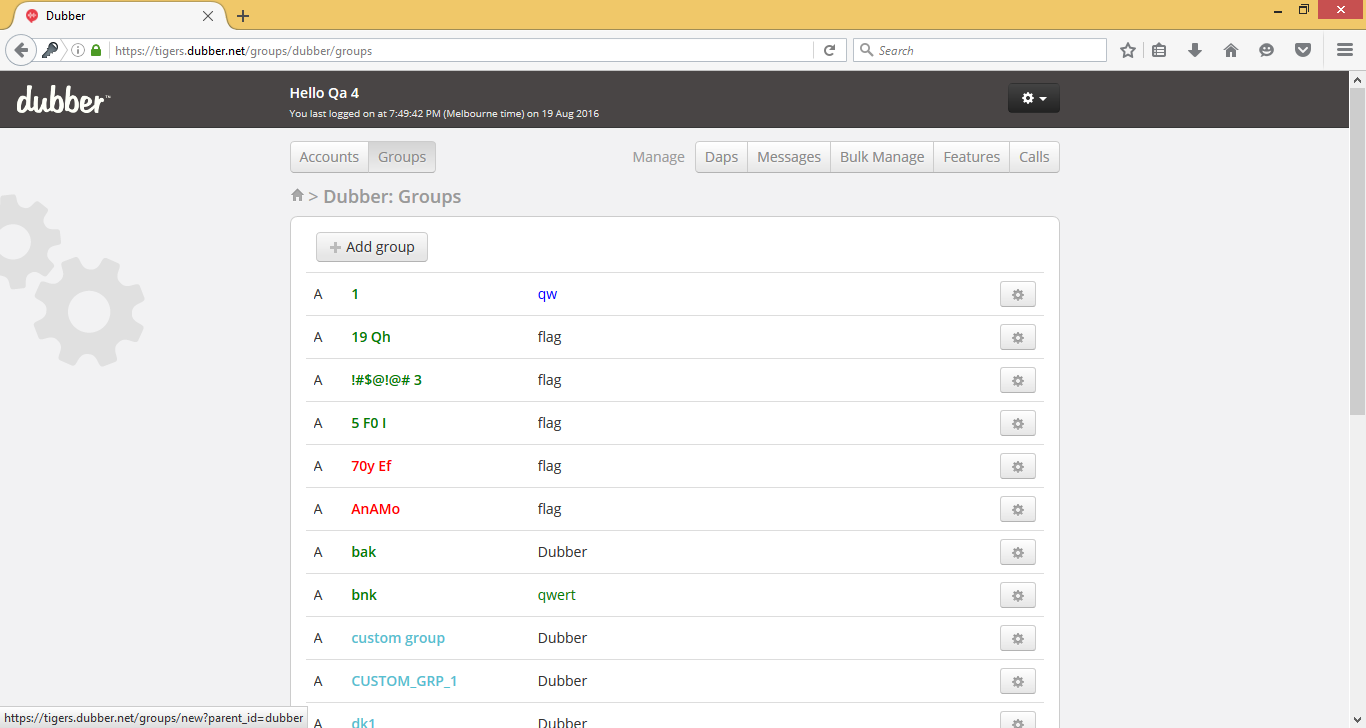 Dubber
https://tigers.dubber.net/groups/dubber/groups
Search
dubber™
Hello Qa 4
You last logged on at 7:49:42 PM (Melbourne time) on 19 Aug 2016
Accounts Groups Manage Daps Messages Bulk Manage Features Calls
> Dubber: Groups
Add group
A 1 qw
A 19 Qh flag
A !#$@!@# 3 flag
A 5 F0 I flag
A 70y Ef flag
A AnAMo flag
A bak Dubber
A bnk qwert
A custom group Dubber
A CUSTOM_GRP_1 Dubber
A dk1 Dubber
https://tigers.dubber.net/groups/new?parent_id=dubber